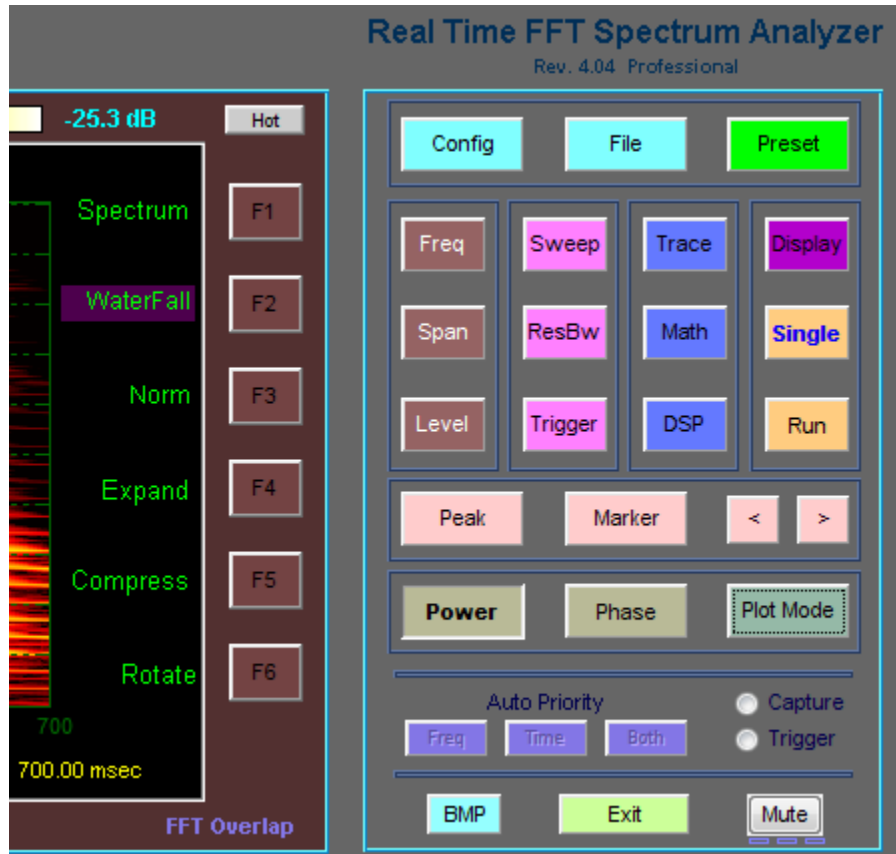 Real Time FFT Spectrum Analyzer
Rev. 4.04 Professional
-25.3 dB
Hot
Spectrum F1
WaterFall F2
Norm F3
Expand F4
Compress F5
Rotate F6
700
700.00 msec
FFT Overlap
Config File Preset
Freq Sweep Trace Display
Span ResBw Math Single
Level Trigger DSP Run
Peak Marker < >
Power Phase Plot Mode
Auto Priority
Freq Time Both
Capture
Trigger
BMP Exit Mute